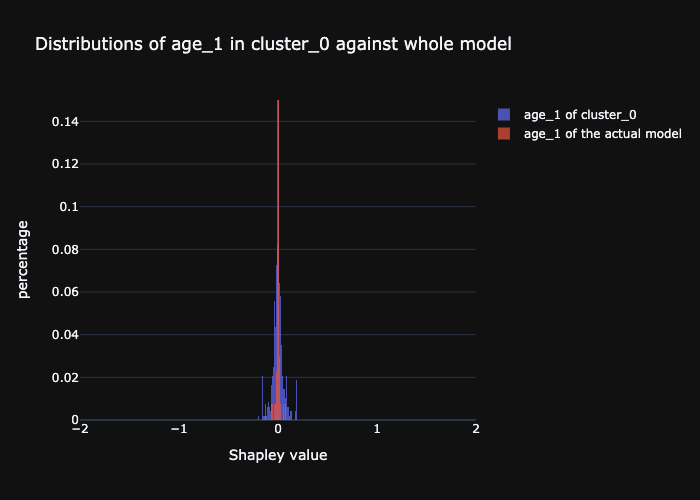 Distributions of age_1 in cluster_0 against whole model
age_1 of cluster_0
age_1 of the actual model
percentage
0.14
0.12
0.1
0.08
0.06
0.04
0.02
0
−2
−1
0
1
2
Shapley value